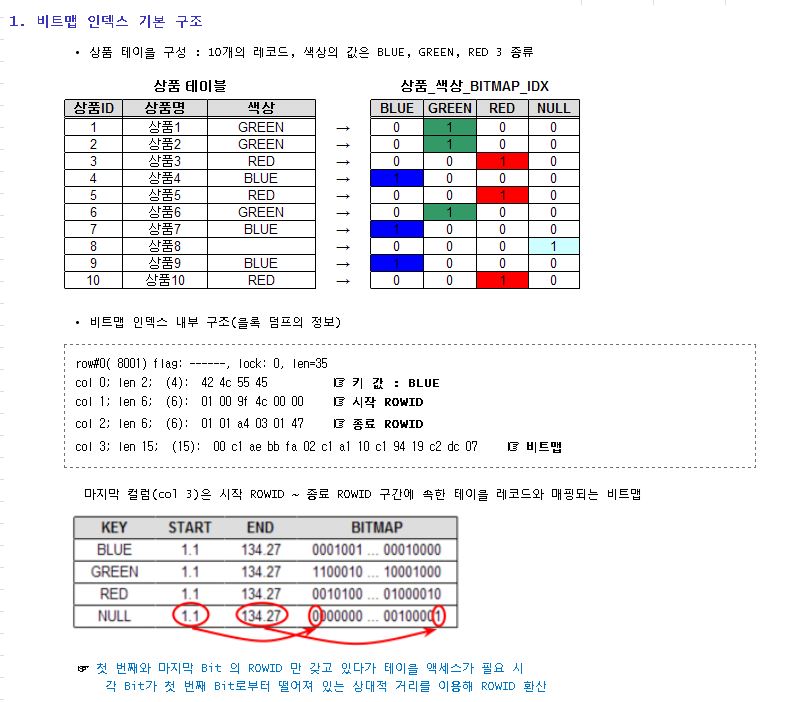 1. 비트맵 인덱스 기본 구조
• 상품 테이을 구성 : 10개의 레코드, 색상의 값은 BLUE, GREEN, RED 3 종류
상품 테이블 상품_색상_BITMAP_IDX
상품ID 상품명 색상 BLUE GREEN RED NULL
1 상품1 GREEN → 0 1 0 0
2 상품2 GREEN → 0 1 0 0
3 상품3 RED → 0 0 1 0
4 상품4 BLUE → 1 0 0 0
5 상품5 RED → 0 0 1 0
6 상품6 GREEN → 0 1 0 0
7 상품7 BLUE → 1 0 0 0
8 상품8 → 0 0 0 1
9 상품9 BLUE → 1 0 0 0
10 상품10 RED → 0 0 1 0
• 비트맵 인덱스 내부 구조(블록 덤프의 정보)
row#0( 8001) flag: ------, lock: 0, len=35
col 0; len 2; (4): 42 4c 55 45 ☞ 키 값 : BLUE
col 1; len 6; (6): 01 00 9f 4c 00 00 ☞ 시작 ROWID
col 2; len 6; (6): 01 01 a4 03 01 47 ☞ 종료 ROWID
col 3; len 15; (15): 00 c1 ae bb fa 02 c1 a1 10 c1 94 19 c2 dc 07 ☞ 비트맵
마지막 컬럼(col 3)은 시작 ROWID ~ 종료 ROWID 구간에 속한 테이블 레코드와 매핑되는 비트맵
KEY START END BITMAP
BLUE 1.1 134.27 0001001 ... 00010000
GREEN 1.1 134.27 1100010 ... 10001000
RED 1.1 134.27 0010100 ... 01000010
NULL 1.1 134.27 0000000 ... 00100001
☞ 첫 번째와 마지막 Bit 의 ROWID 만 갖고 있다가 테이블 액세스가 필요 시
각 Bit가 첫 번째 Bit로부터 떨어져 있는 상대적 거리를 이용해 ROWID 환산